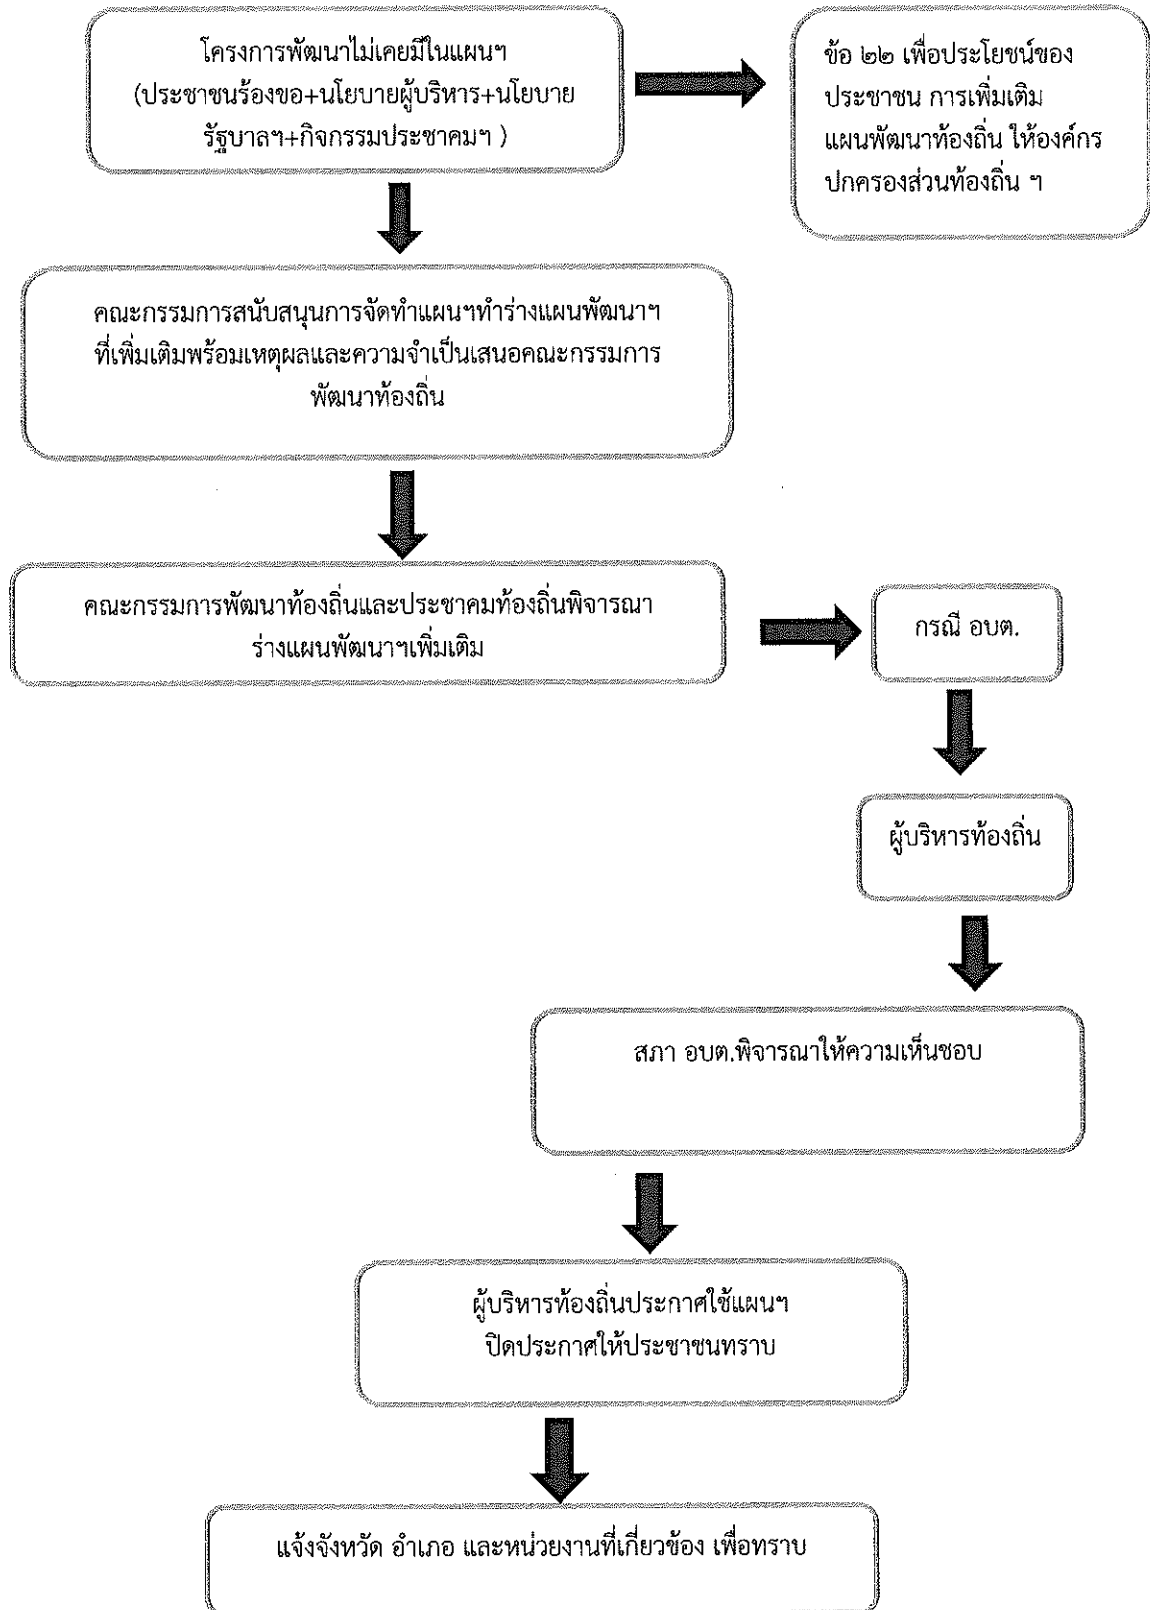 โครงการพัฒนาไม่เคยมีในแผนฯ
(ประชาชนร้องขอ+นโยบายผู้บริหาร+นโยบาย
รัฐบาลฯ+กิจกรรมประชาคมฯ )
ข้อ ๒๒ เพื่อประโยชน์ของ
ประชาชน การเพิ่มเติม
แผนพัฒนาท้องถิ่น ให้องค์กร
ปกครองส่วนท้องถิ่น ฯ
คณะกรรมการสนับสนุนการจัดทำแผนฯทำร่างแผนพัฒนาฯ
ที่เพิ่มเติมพร้อมเหตุผลและความจำเป็นเสนอคณะกรรมการ
พัฒนาท้องถิ่น
คณะกรรมการพัฒนาท้องถิ่นและประชาคมท้องถิ่นพิจารณา
ร่างแผนพัฒนาฯเพิ่มเติม
กรณี อบต.
ผู้บริหารท้องถิ่น
สภา อบต.พิจารณาให้ความเห็นชอบ
ผู้บริหารท้องถิ่นประกาศใช้แผนฯ
ปิดประกาศให้ประชาชนทราบ
แจ้งจังหวัด อำเภอ และหน่วยงานที่เกี่ยวข้อง เพื่อทราบ